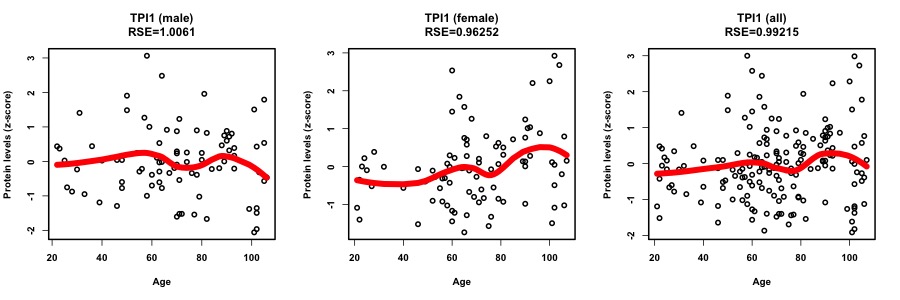 TPI1 (male)
RSE=1.0061
Protein levels (z-score)
3
2
1
0
-1
-2
20
40
60
80
100
Age
TPI1 (female)
RSE=0.96252
Protein levels (z-score)
3
2
1
0
-1
20
40
60
80
100
Age
TPI1 (all)
RSE=0.99215
Protein levels (z-score)
3
2
1
0
-1
-2
20
40
60
80
100
Age